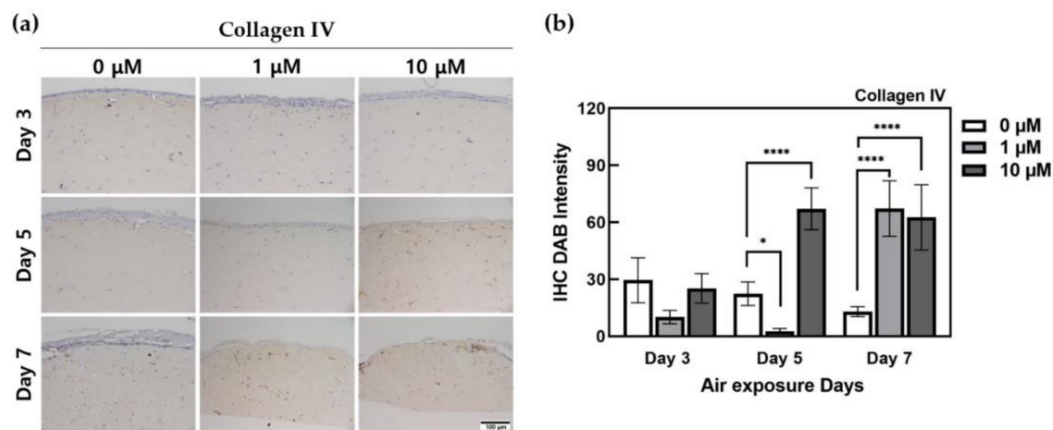 (a)
Collagen IV
0 μM 1 μM 10 μM
Day 3
Day 5
Day 7
100 μm
(b)
Collagen IV
0 μM
1 μM
10 μM
IHC DAB Intensity
120
90
60
30
0
****
*
****
****
Day 3 Day 5 Day 7
Air exposure Days